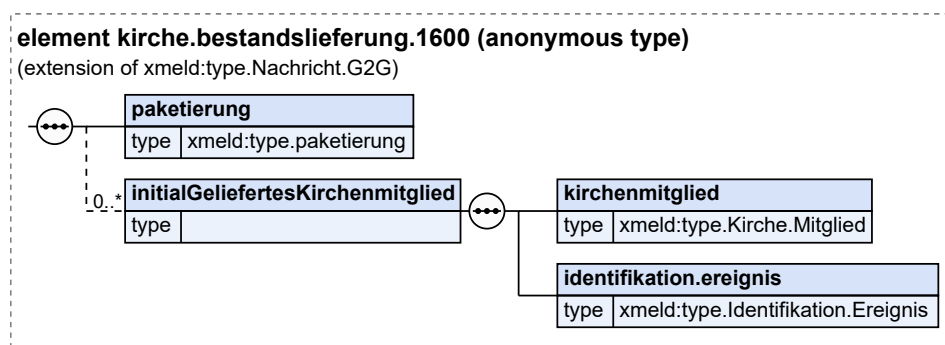 element kirche.bestandslieferung.1600 (anonymous type)
(extension of xmeld:type.Nachricht.G2G)
paketierung
type xmeld:type.paketierung
0..*
initialGeliefertesKirchenmitglied
type
kirchenmitglied
type xmeld:type.Kirche.Mitglied
identifikation.ereignis
type xmeld:type.Identifikation.Ereignis